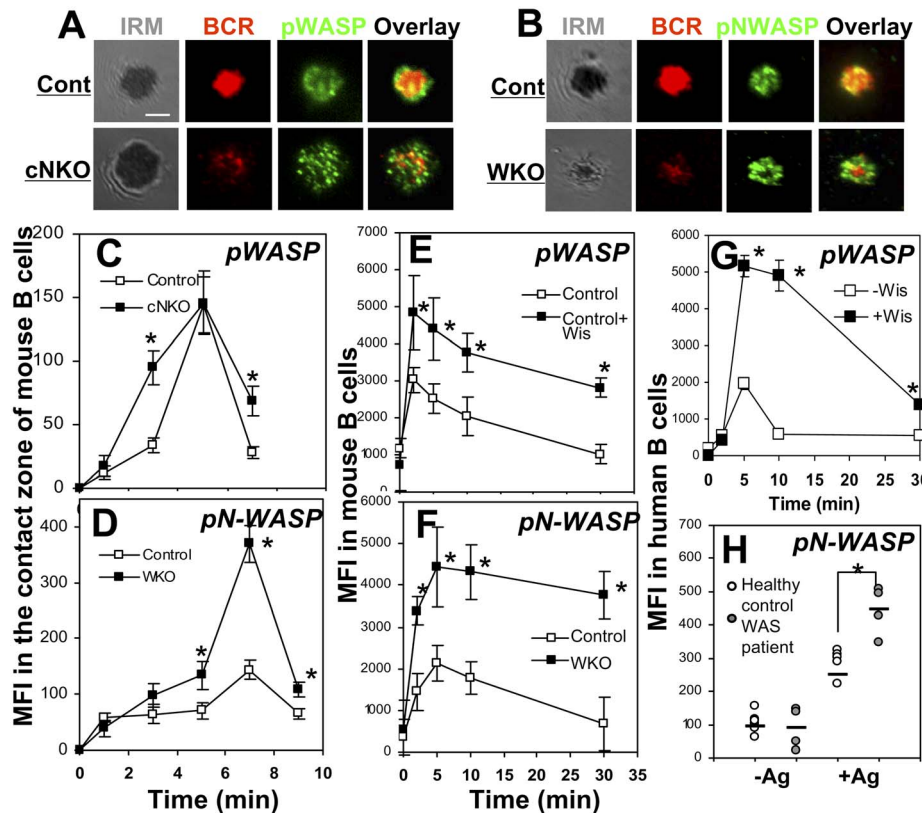 A
IRM BCR pWASP Overlay
Cont
cNKO
B
IRM BCR pNWASP Overlay
Cont
WKO
MFI in the contact zone of mouse B cells
C
pWASP
Control
cNKO
*
*
200
150
100
50
0
0 5 10
D
pN-WASP
Control
WKO
*
*
*
400
300
200
100
0
0 2 4 6 8 10
Time (min)
MFI in mouse B cells
E
pWASP
Control
Control+
Wis
*
*
*
*
6000
5000
4000
3000
2000
1000
0
F
pN-WASP
Control
WKO
*
*
*
*
6000
5000
4000
3000
2000
1000
0
0 5 10 15 20 25 30 35
Time (min)
MFI in human B cells
G
pWASP
-Wis
+Wis
*
*
*
6000
5000
4000
3000
2000
1000
0
0 5 10 15 20 25 30
Time (min)
H
pN-WASP
Healthy
control
WAS
patient
*
700
600
500
400
300
200
100
0
-Ag +Ag